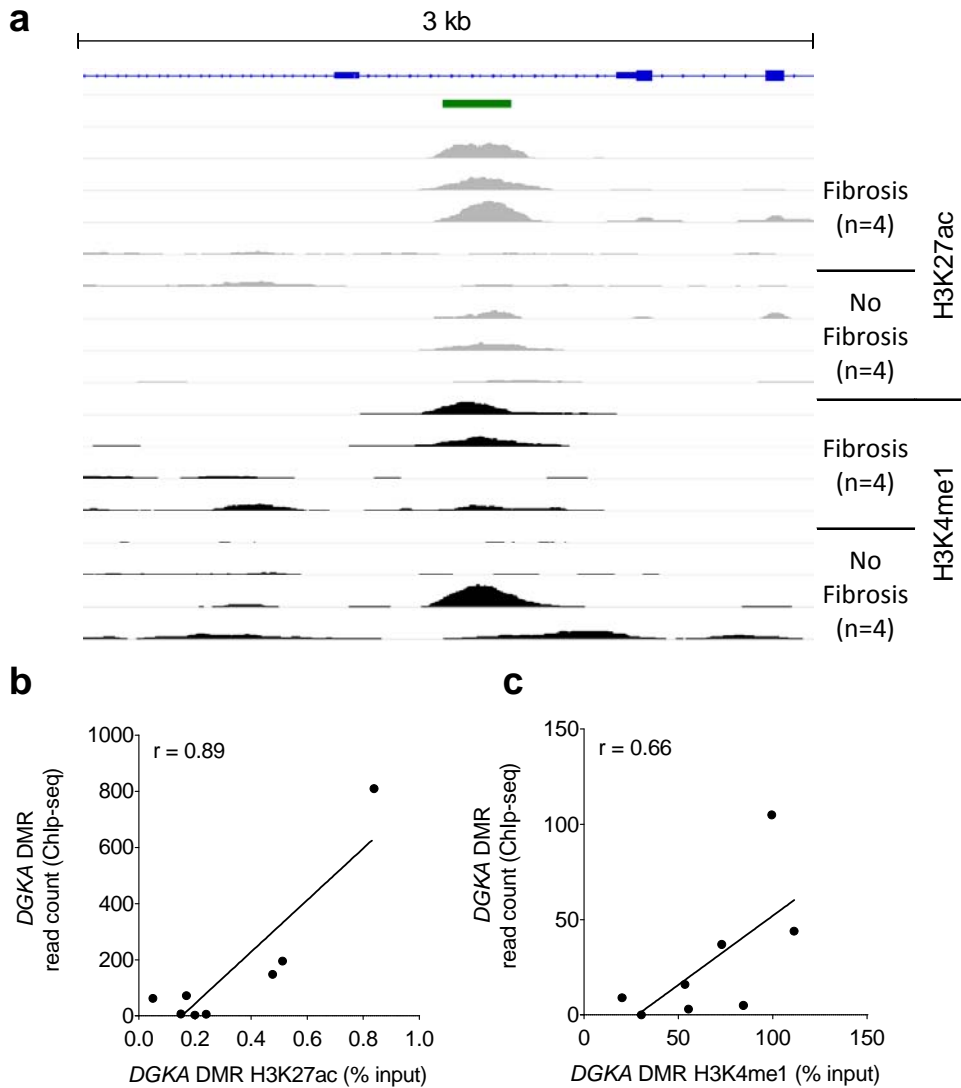 a
3 kb
Fibrosis
(n=4)
No
Fibrosis
(n=4)
H3K27ac
Fibrosis
(n=4)
No
Fibrosis
(n=4)
H3K4me1
b
r = 0.89
DGKA DMR
read count (ChIp-seq)
1000
800
600
400
200
0
0.0 0.2 0.4 0.6 0.8 1.0
DGKA DMR H3K27ac (% input)
c
r = 0.66
DGKA DMR
read count (ChIp-seq)
150
100
50
0
0 50 100 150
DGKA DMR H3K4me1 (% input)